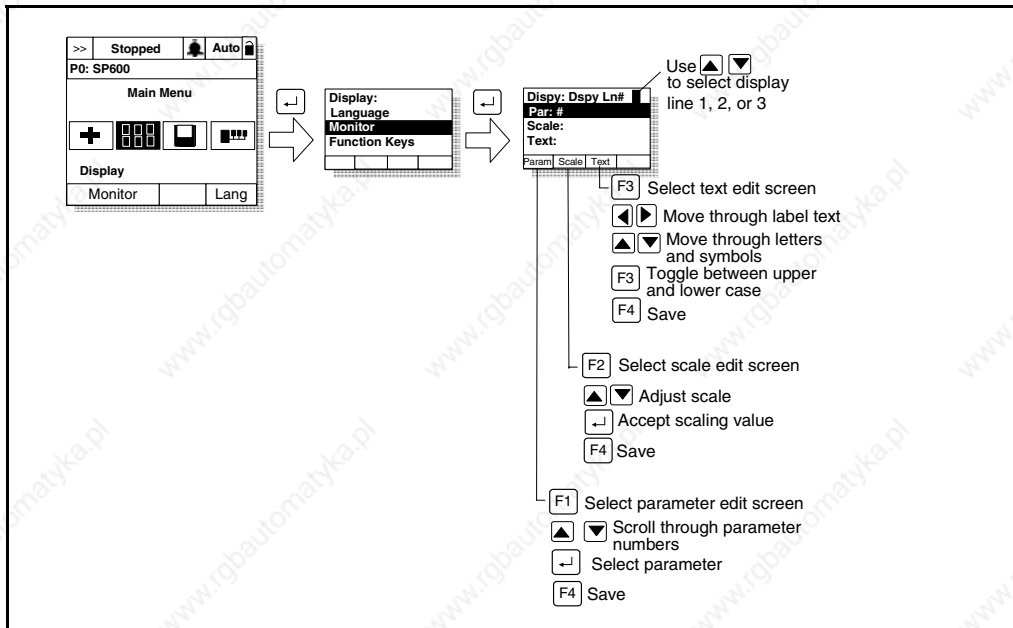 >> Stopped Auto
P0: SP600
Main Menu
Display
Monitor Lang
Display:
Language
Monitor
Function Keys
Dispy: Dspy Ln#
Par: #
Scale:
Text:
Param Scale Text
Use
to select display
line 1, 2, or 3
F3 Select text edit screen
Move through label text
Move through letters
and symbols
F3 Toggle between upper
and lower case
F4 Save
F2 Select scale edit screen
Adjust scale
Accept scaling value
F4 Save
F1 Select parameter edit screen
Scroll through parameter
numbers
Select parameter
F4 Save
www.rgbautomatyka.pl